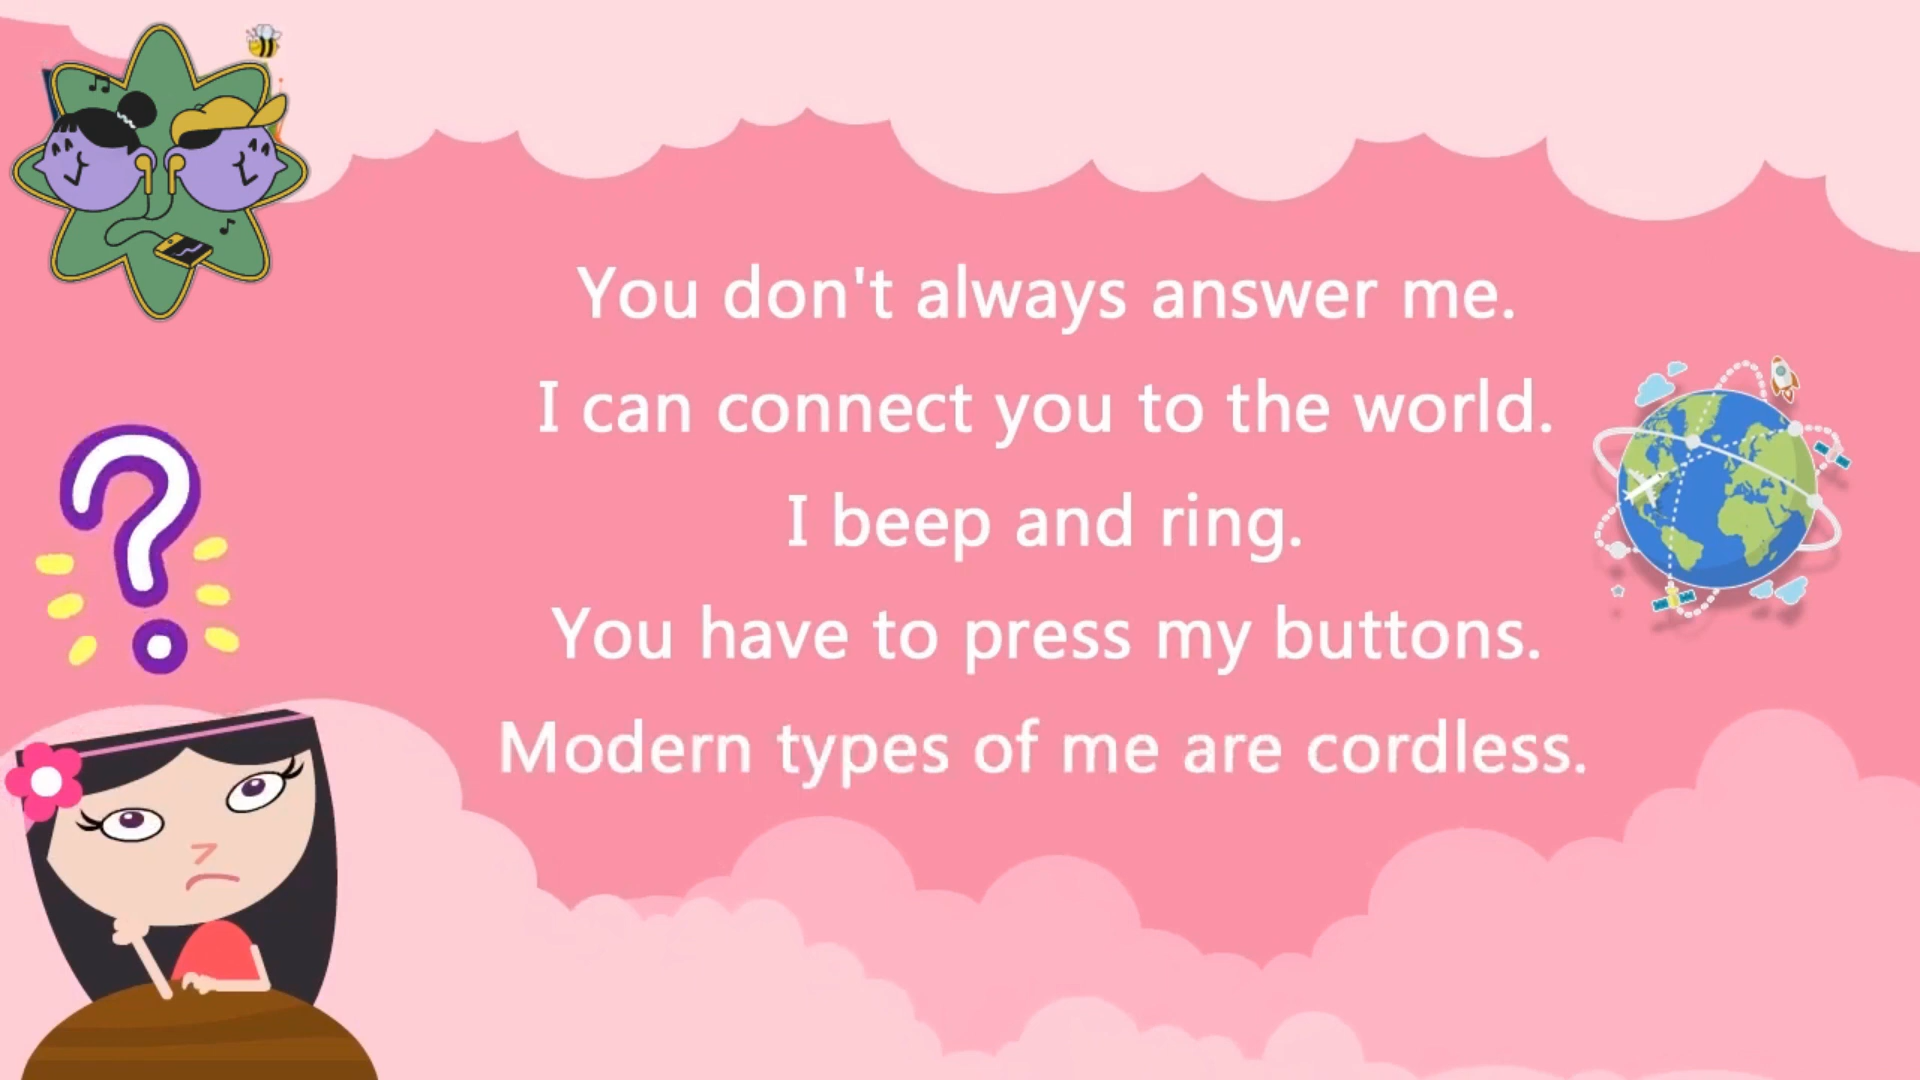 You don't always answer me.
I can connect you to the world.
I beep and ring.
You have to press my buttons.
Modern types of me are cordless.